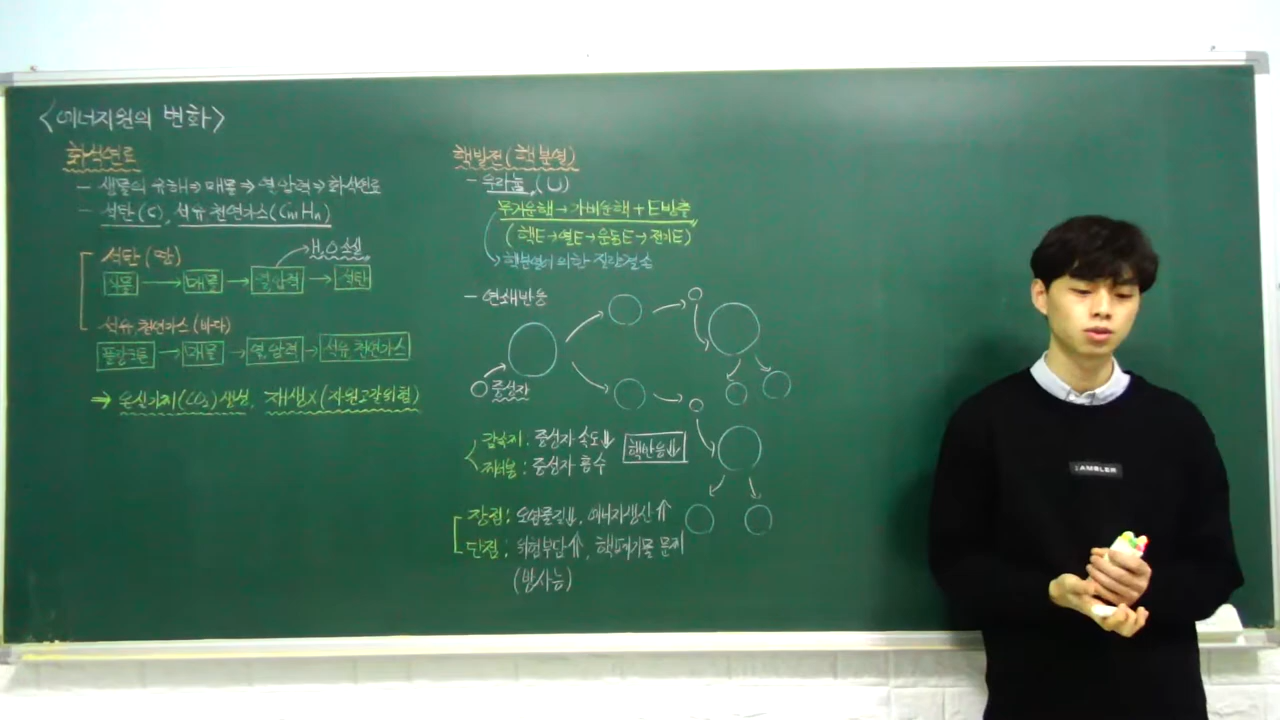 <에너지원의 변화>
화석연료
- 생물의 유해⇒매몰⇒열압력⇒화석연료
- 석탄(C), 석유 천연가스(CmHn)
석탄(땅)
H, O 손실
식물 → 매몰 → 열압력 → 석탄
석유 천연가스(바다)
플랑크톤 → 매몰 → 열,압력 → 석유 천연가스
⇒ 온실기체(CO₂)생성, 재생X(자원고갈위험)
핵발전(핵분열)
- 우라늄,(U)
무거운핵→가벼운핵+E방출
(핵E→열E→운동E→전기E)
핵분열에 의한 질량결손
- 연쇄반응
중성자
감속재: 중성자 속도⇓
핵반응⇓
제어봉: 중성자 흡수
장점: 오염물질⇓, 에너지생산⇑
단점: 위험부담⇑, 핵폐기물 문제
(방사능)
AMBLER